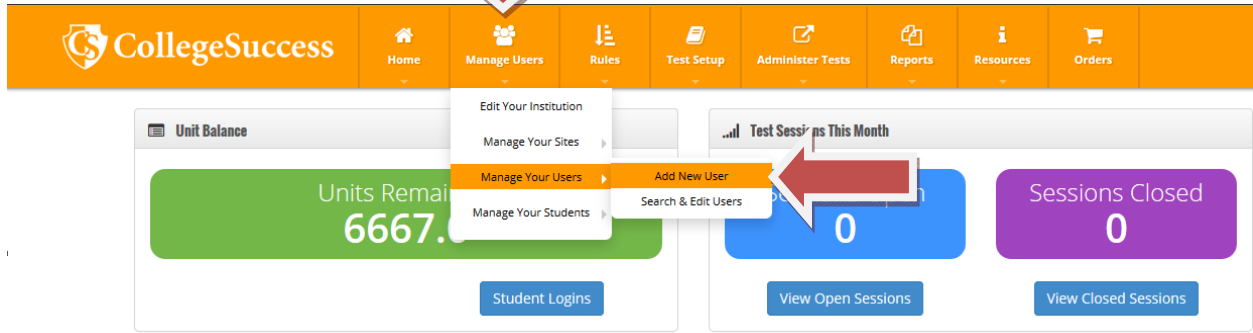 CS CollegeSuccess
Home
Manage Users
Rules
Test Setup
Administer Tests
Reports
Resources
Orders
Edit Your Institution
Manage Your Sites
Manage Your Users
Manage Your Students
Add New User
Search & Edit Users
Unit Balance
Units
6667.
Student Logins
Test Sessions This Month
0
View Open Sessions
Sessions Closed
0
View Closed Sessions